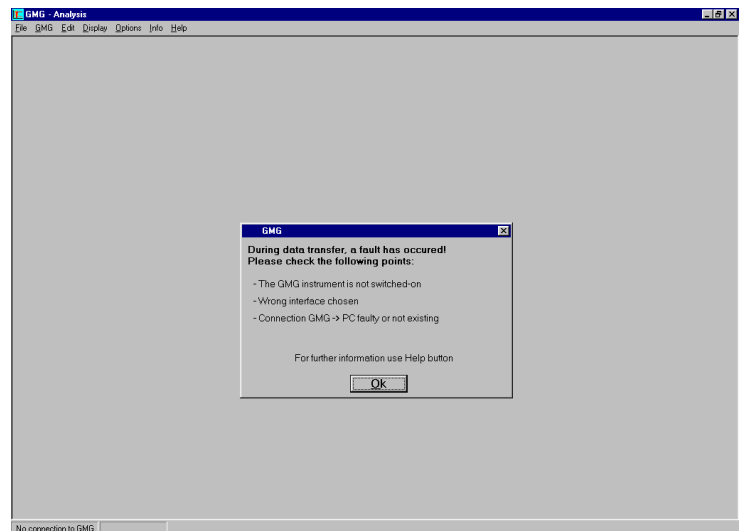 GMG - Analysis
File GMG Edit Display Options Info Help
GMG
During data transfer, a fault has occured!
Please check the following points:
- The GMG instrument is not switched-on
- Wrong interface chosen
- Connection GMG -> PC faulty or not existing
For further information use Help button
Ok
No connection to GMG